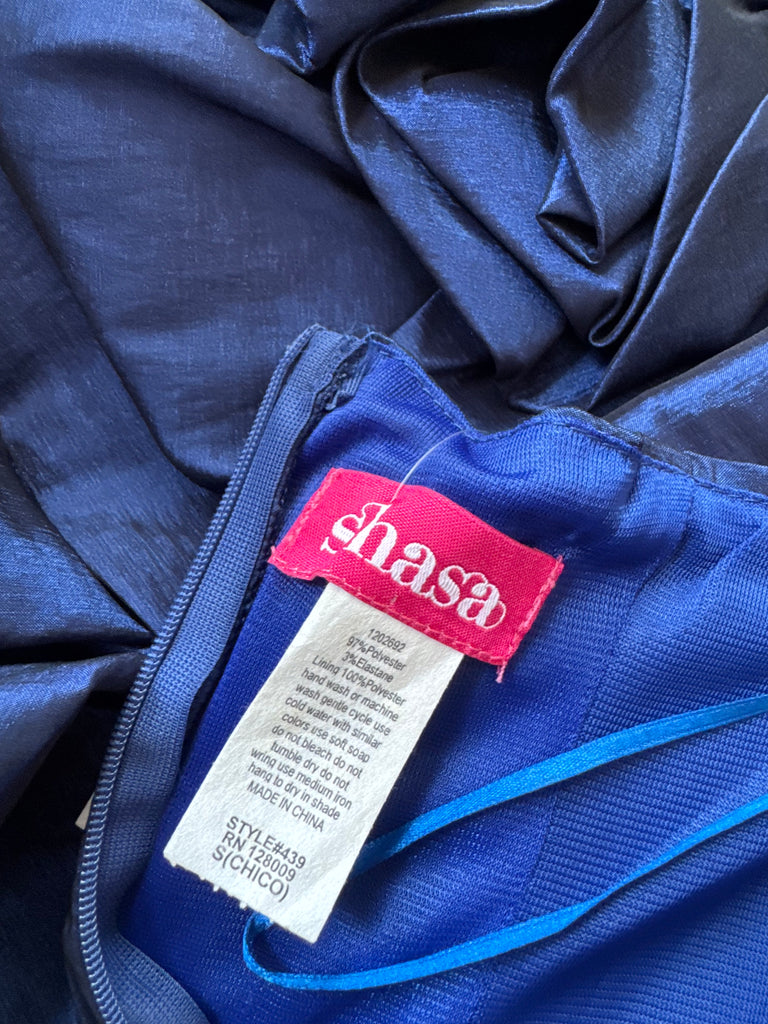 shasa
1202692
97%Polyester
3%Elastane
Lining 100%Polyester
hand wash or machine
wash gentle cycle use
cold water with similar
colors use soft soap
do not bleach do not
tumble dry do not
wring use medium iron
hang to dry in shade
MADE IN CHINA
STYLE#439
RN 128009
S(CHICO)